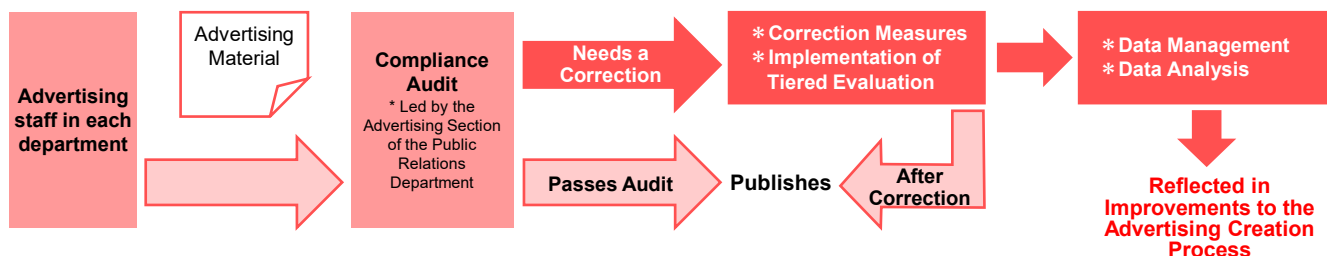 Advertising
staff in each
department
Advertising
Material
Compliance
Audit
* Led by the
Advertising Section
of the Public
Relations
Department
Needs a
Correction
Passes Audit
＊Correction Measures
＊Implementation of
Tiered Evaluation
Publishes
After
Correction
＊Data Management
＊Data Analysis
Reflected in
Improvements to the
Advertising Creation
Process